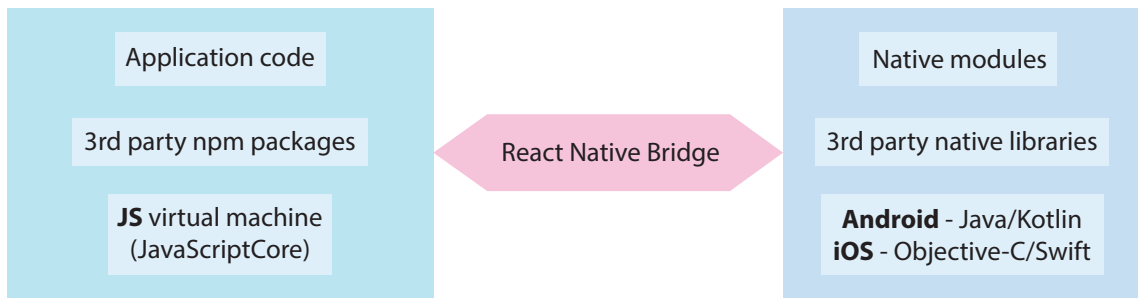 Application code
3rd party npm packages
JS virtual machine
(JavaScriptCore)
React Native Bridge
Native modules
3rd party native libraries
Android - Java/Kotlin
iOS - Objective-C/Swift